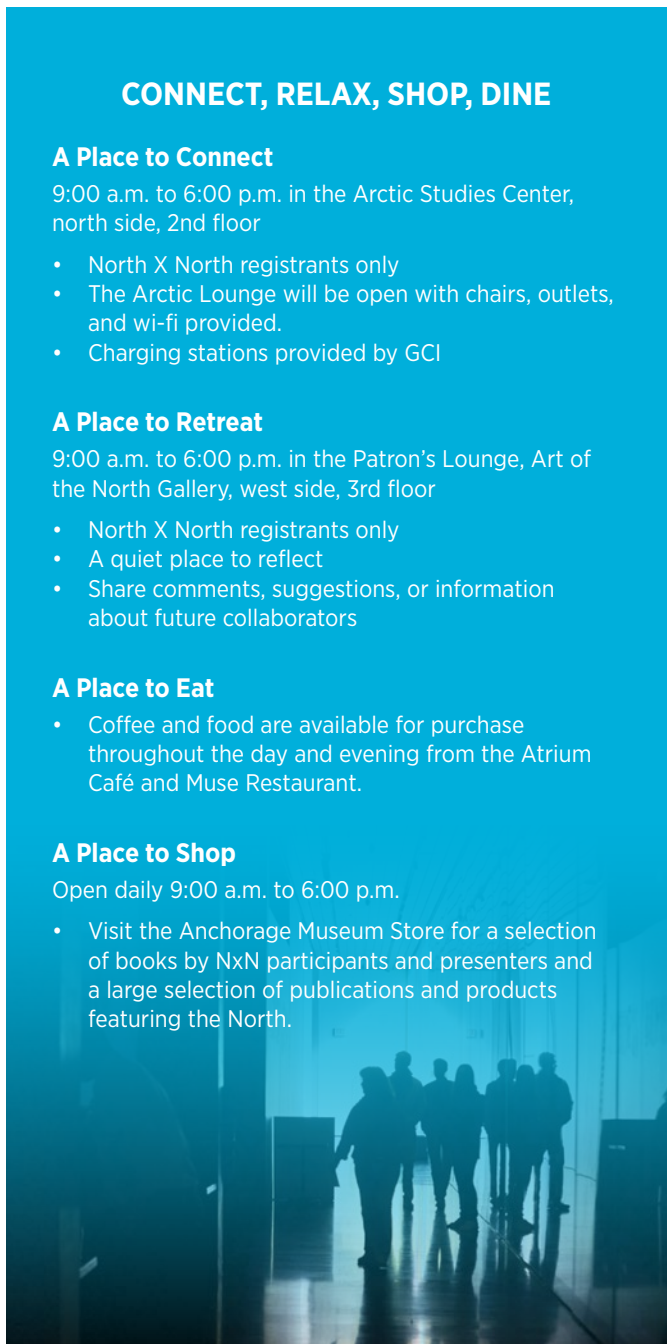 CONNECT, RELAX, SHOP, DINE
A Place to Connect
9:00 a.m. to 6:00 p.m. in the Arctic Studies Center,
north side, 2nd floor
• North X North registrants only
• The Arctic Lounge will be open with chairs, outlets,
and wi-fi provided.
• Charging stations provided by GCI
A Place to Retreat
9:00 a.m. to 6:00 p.m. in the Patron’s Lounge, Art of
the North Gallery, west side, 3rd floor
• North X North registrants only
• A quiet place to reflect
• Share comments, suggestions, or information
about future collaborators
A Place to Eat
• Coffee and food are available for purchase
throughout the day and evening from the Atrium
Café and Muse Restaurant.
A Place to Shop
Open daily 9:00 a.m. to 6:00 p.m.
• Visit the Anchorage Museum Store for a selection
of books by NxN participants and presenters and
a large selection of publications and products
featuring the North.